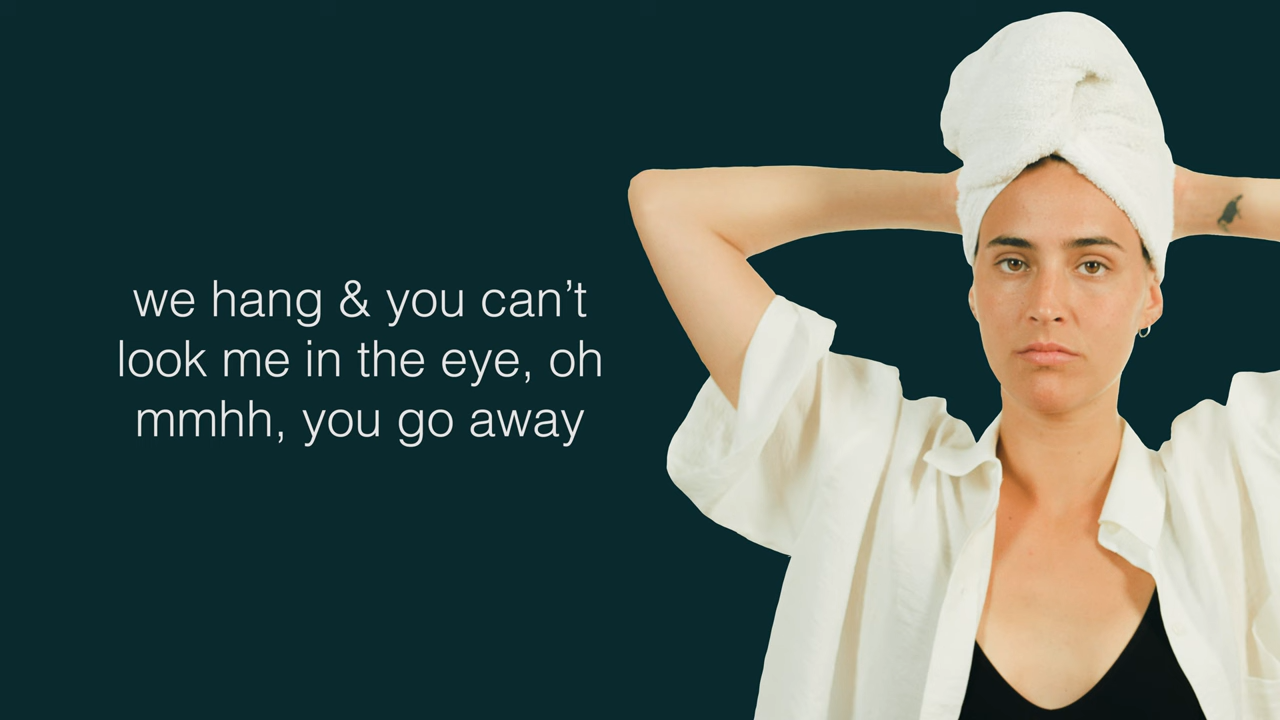 we hang & you can’t
look me in the eye, oh
mmhh, you go away